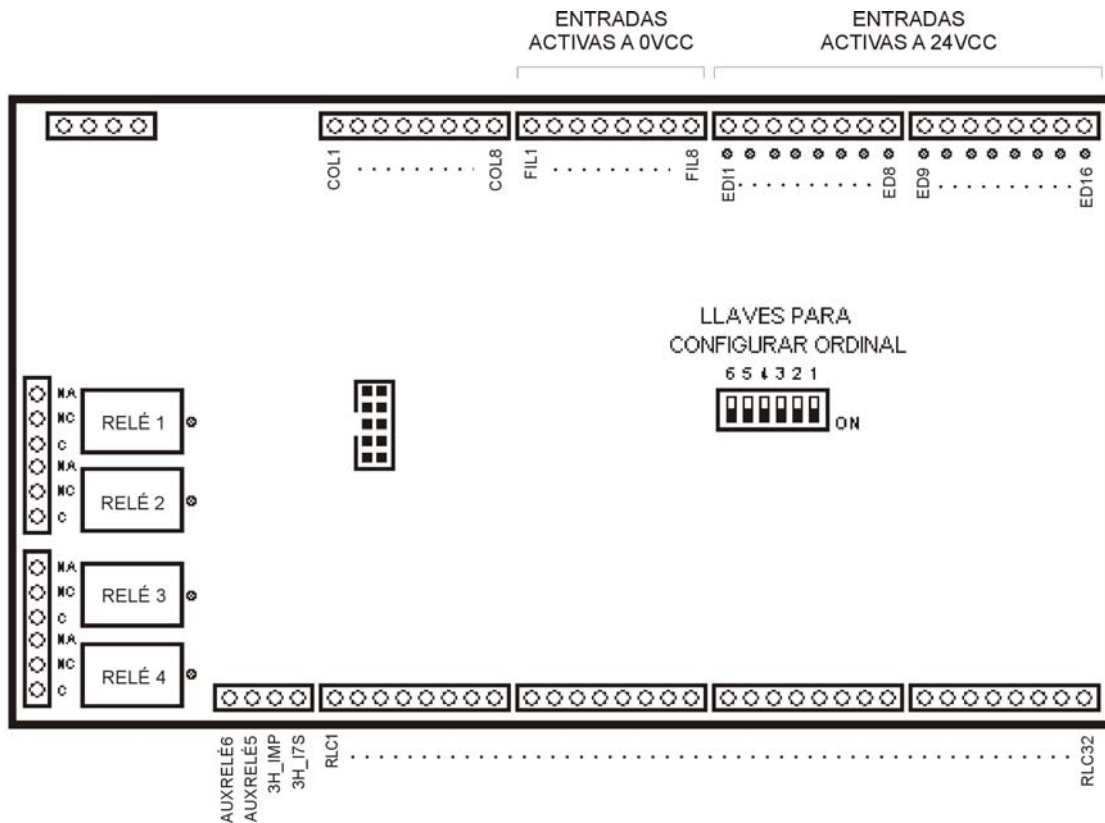 ENTRADAS
ACTIVAS A 0VCC
ENTRADAS
ACTIVAS A 24VCC
COL1 . . . . . . . . COL8
FIL1 . . . . . . . . . FIL8
EDI1 . . . . . . . . . . . ED8
ED9 . . . . . . . . . . . ED16
LLAVES PARA
CONFIGURAR ORDINAL
6 5 4 3 2 1
ON
NA
NC
C
RELÉ 1
NA
NC
C
RELÉ 2
NA
NC
C
RELÉ 3
NA
NC
C
RELÉ 4
AUXRELÉ6
AUXRELÉ5
3H_IMP
3H_I7S
RLC1 . . . . . . . . . . . . . . . . . . . . . . . . . . . . . . RLC32